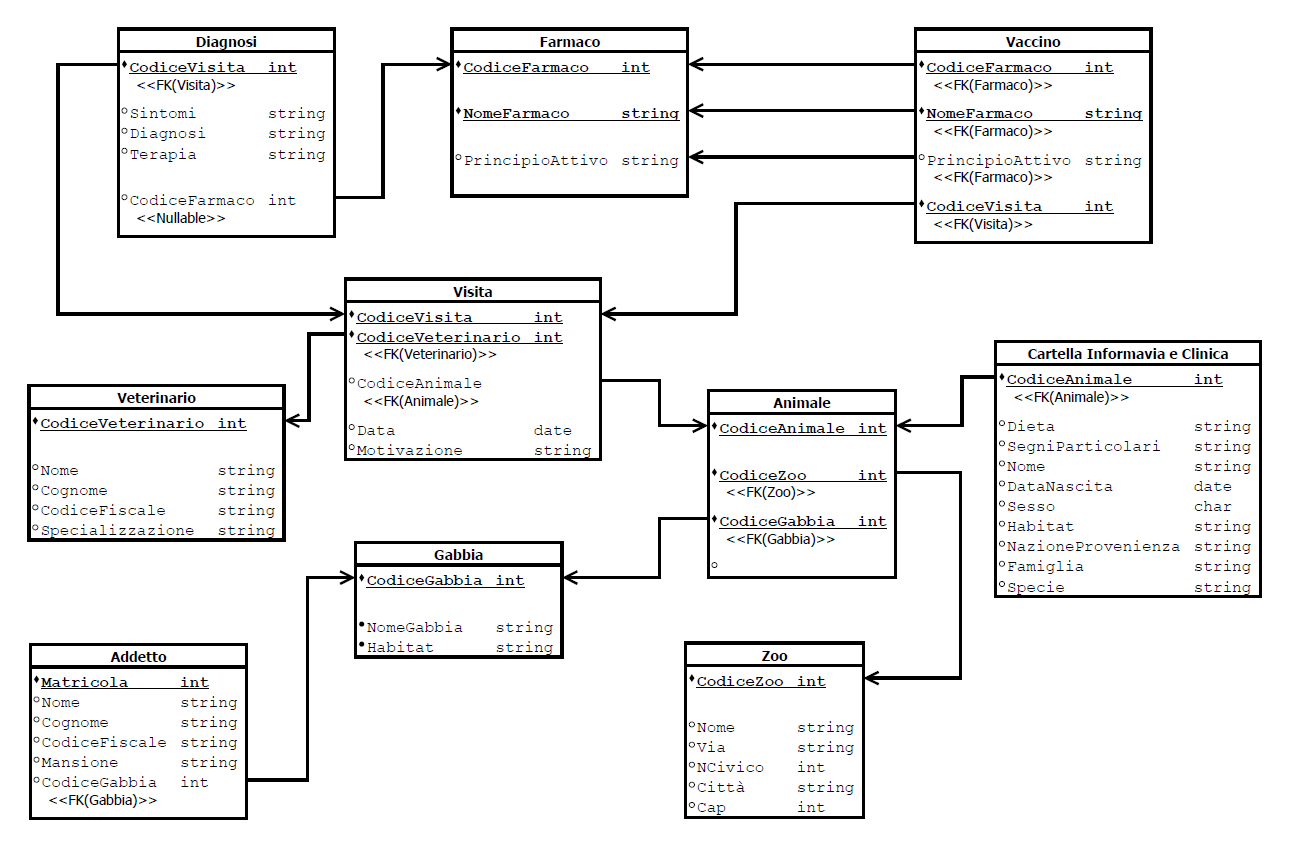 Diagnosi
CodiceVisita int
<<FK(Visita)>>
Sintomi string
Diagnosi string
Terapia string
CodiceFarmaco int
<<Nullable>>
Farmaco
CodiceFarmaco int
NomeFarmaco string
PrincipioAttivo string
Vaccino
CodiceFarmaco int
<<FK(Farmaco)>>
NomeFarmaco string
<<FK(Farmaco)>>
PrincipioAttivo string
<<FK(Farmaco)>>
CodiceVisita int
<<FK(Visita)>>
Visita
CodiceVisita int
CodiceVeterinario int
<<FK(Veterinario)>>
CodiceAnimale
<<FK(Animale)>>
Data date
Motivazione string
Veterinario
CodiceVeterinario int
Nome string
Cognome string
CodiceFiscale string
Specializzazione string
Animale
CodiceAnimale int
CodiceZoo int
<<FK(Zoo)>>
CodiceGabbia int
<<FK(Gabbia)>>
Cartella Informavia e Clinica
CodiceAnimale int
<<FK(Animale)>>
Dieta string
SegniParticolari string
Nome string
DataNascita date
Sesso char
Habitat string
NazioneProvenienza string
Famiglia string
Specie string
Gabbia
CodiceGabbia int
NomeGabbia string
Habitat string
Addetto
Matricola int
Nome string
Cognome string
CodiceFiscale string
Mansione string
CodiceGabbia int
<<FK(Gabbia)>>
Zoo
CodiceZoo int
Nome string
Via string
NCivico int
Città string
Cap int